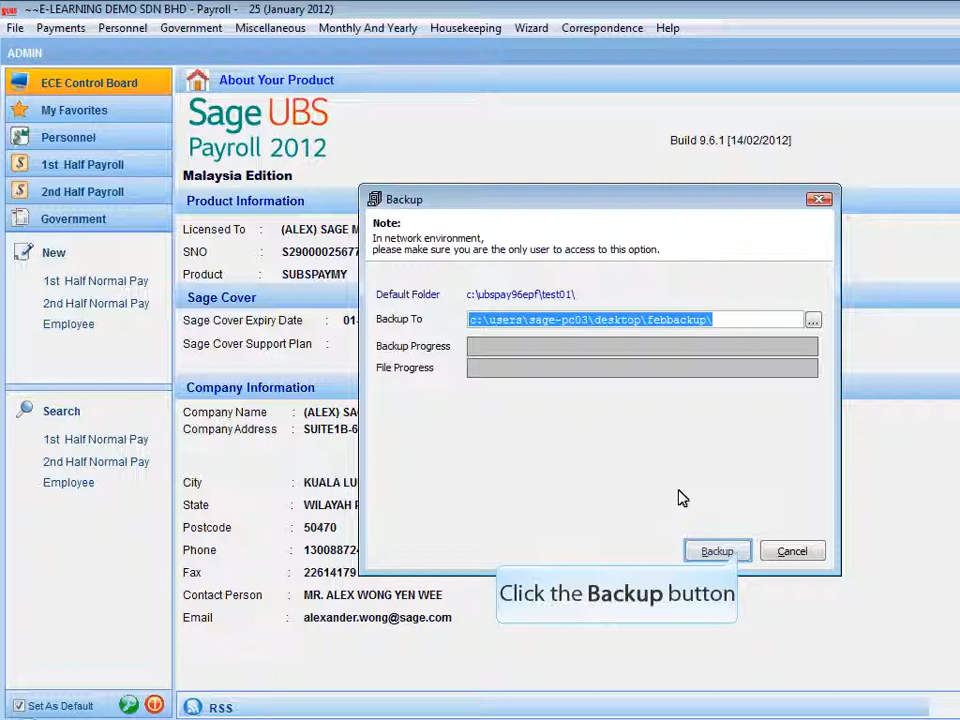 UBS
~~E-LEARNING DEMO SDN BHD - Payroll - 25 (January 2012)
File Payments Personnel Government Miscellaneous Monthly And Yearly Housekeeping Wizard Correspondence Help
ADMIN
ECE Control Board
My Favorites
Personnel
1st Half Payroll
2nd Half Payroll
Government
New
1st Half Normal Pay
2nd Half Normal Pay
Employee
Search
1st Half Normal Pay
2nd Half Normal Pay
Employee
Set As Default
About Your Product
Sage UBS
Payroll 2012
Build 9.6.1 [14/02/2012]
Malaysia Edition
Product Information
Licensed To : (ALEX) SAGE M
SNO : S29000025677
Product : SUBSPAYMY
Sage Cover
Sage Cover Expiry Date : 01-
Sage Cover Support Plan :
Company Information
Company Name : (ALEX) SA
Company Address : SUITE1B-6
City : KUALA LU
State : WILAYAH P
Postcode : 50470
Phone : 130088724
Fax : 22614179
Contact Person : MR. ALEX WONG YEN WEE
Email : alexander.wong@sage.com
RSS
Backup
Note:
In network environment,
please make sure you are the only user to access to this option.
Default Folder c:\ubspay96epf\test01\
Backup To c:\users\sage-pc03\desktop\febbackup\ ...
Backup Progress
File Progress
Backup Cancel
Click the Backup button